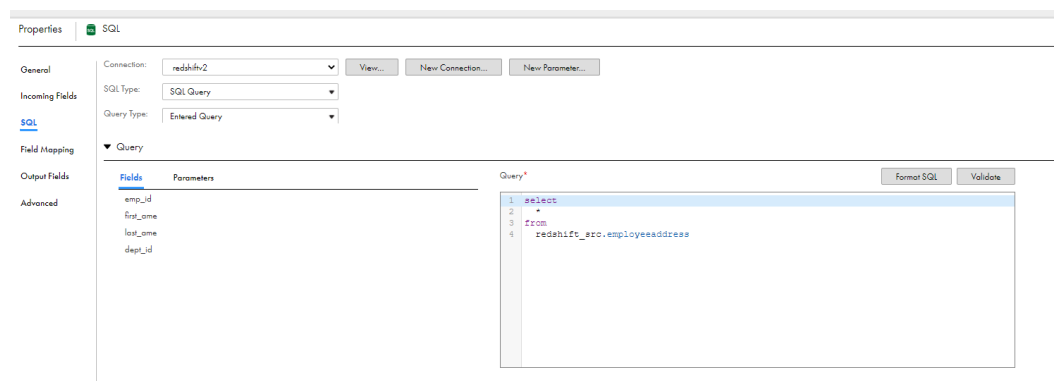 Properties SQL
General
Incoming Fields
SQL
Field Mapping
Output Fields
Advanced
Connection: redshiftv2 View... New Connection... New Parameter...
SQL Type: SQL Query
Query Type: Entered Query
Query
Fields Parameters
emp_id
first_ame
last_ame
dept_id
Query* Format SQL Validate
1 select
2 *
3 from
4 redshift_src.employeeaddress